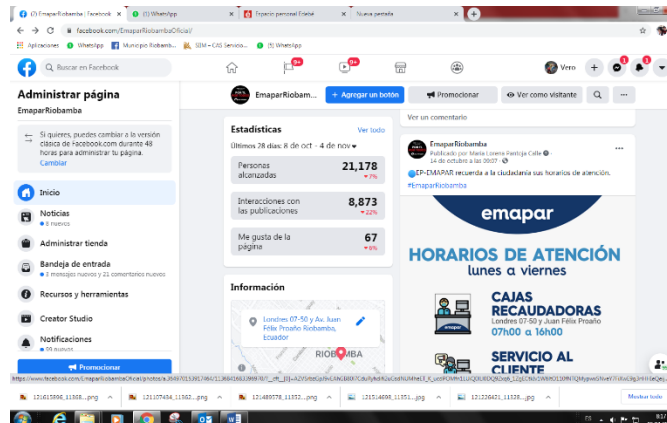 (2) EmaparRiobamba | Facebook
(1) WhatsApp
Espacio personal Edehé
Nueva pestaña
facebook.com/EmaparRiobambaOficial/
Aplicaciones
WhatsApp
Municipio Riobamb...
SIM - CAS Servicio...
(1) WhatsApp
Buscar en Facebook
9+
9+
Vero
Administrar página
EmaparRiobamba
Si quieres, puedes cambiar a la versión
clásica de Facebook.com durante 48
horas para administrar tu página.
Cambiar
Inicio
Noticias
8 nuevos
Administrar tienda
Bandeja de entrada
3 mensajes nuevos y 21 comentarios nuevos
Recursos y herramientas
Creator Studio
Notificaciones
99 nuevos
Promocionar
EmaparRiobam...
+ Agregar un botón
Promocionar
Ver como visitante
Estadísticas
Ver todo
Últimos 28 días: 8 de oct - 4 de nov
Personas
alcanzadas
21,178
7%
Interacciones con
las publicaciones
8,873
22%
Me gusta de la
página
67
6%
Información
Londres 07-50 y Av. Juan
Félix Proaño Riobamba,
Ecuador
RIOBAMBA
Ver un comentario
EmaparRiobamba
Publicado por Maria Lorena Pantoja Calle
14 de octubre a las 09:07
EP-EMAPAR recuerda a la ciudadanía sus horarios de atención.
#EmaparRiobamba
emapar
HORARIOS DE ATENCIÓN
lunes a viernes
emapar
CAJAS
RECAUDADORAS
Londres 07-50 y Juan Félix Proaño
07h00 a 16h00
SERVICIO AL
CLIENTE
Mostrar todo